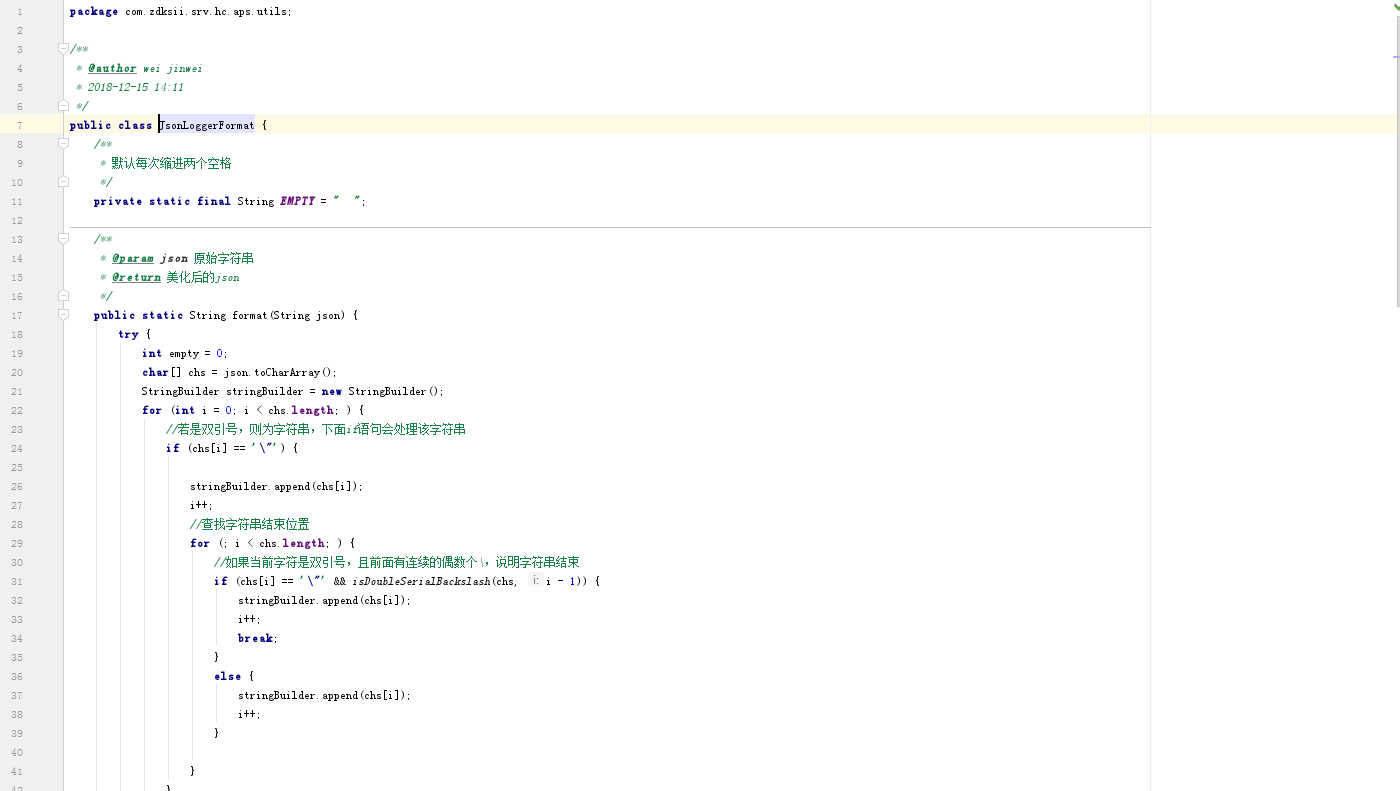 1 package com.zdksii.srv.hc.aps.utils;
2
3 /**
4 * @author wei jinwei
5 * 2018-12-15 14:11
6 */
7 public class JsonLoggerFormat {
8 /**
9 * 默认每次缩进两个空格
10 */
11 private static final String EMPTY = "  ";
12
13 /**
14 * @param json 原始字符串
15 * @return 美化后的json
16 */
17 public static String format(String json) {
18 try {
19 int empty = 0;
20 char[] chs = json.toCharArray();
21 StringBuilder stringBuilder = new StringBuilder();
22 for (int i = 0; i < chs.length; ) {
23 //若是双引号，则为字符串，下面if语句会处理该字符串
24 if (chs[i] == '\"') {
25
26 stringBuilder.append(chs[i]);
27 i++;
28 //查找字符串结束位置
29 for (; i < chs.length; ) {
30 //如果当前字符是双引号，且前面有连续的偶数个\，说明字符串结束
31 if (chs[i] == '\"' && isDoubleSerialBackslash(chs, i: i - 1)) {
32 stringBuilder.append(chs[i]);
33 i++;
34 break;
35 }
36 else {
37 stringBuilder.append(chs[i]);
38 i++;
39 }
40
41 }
42 }